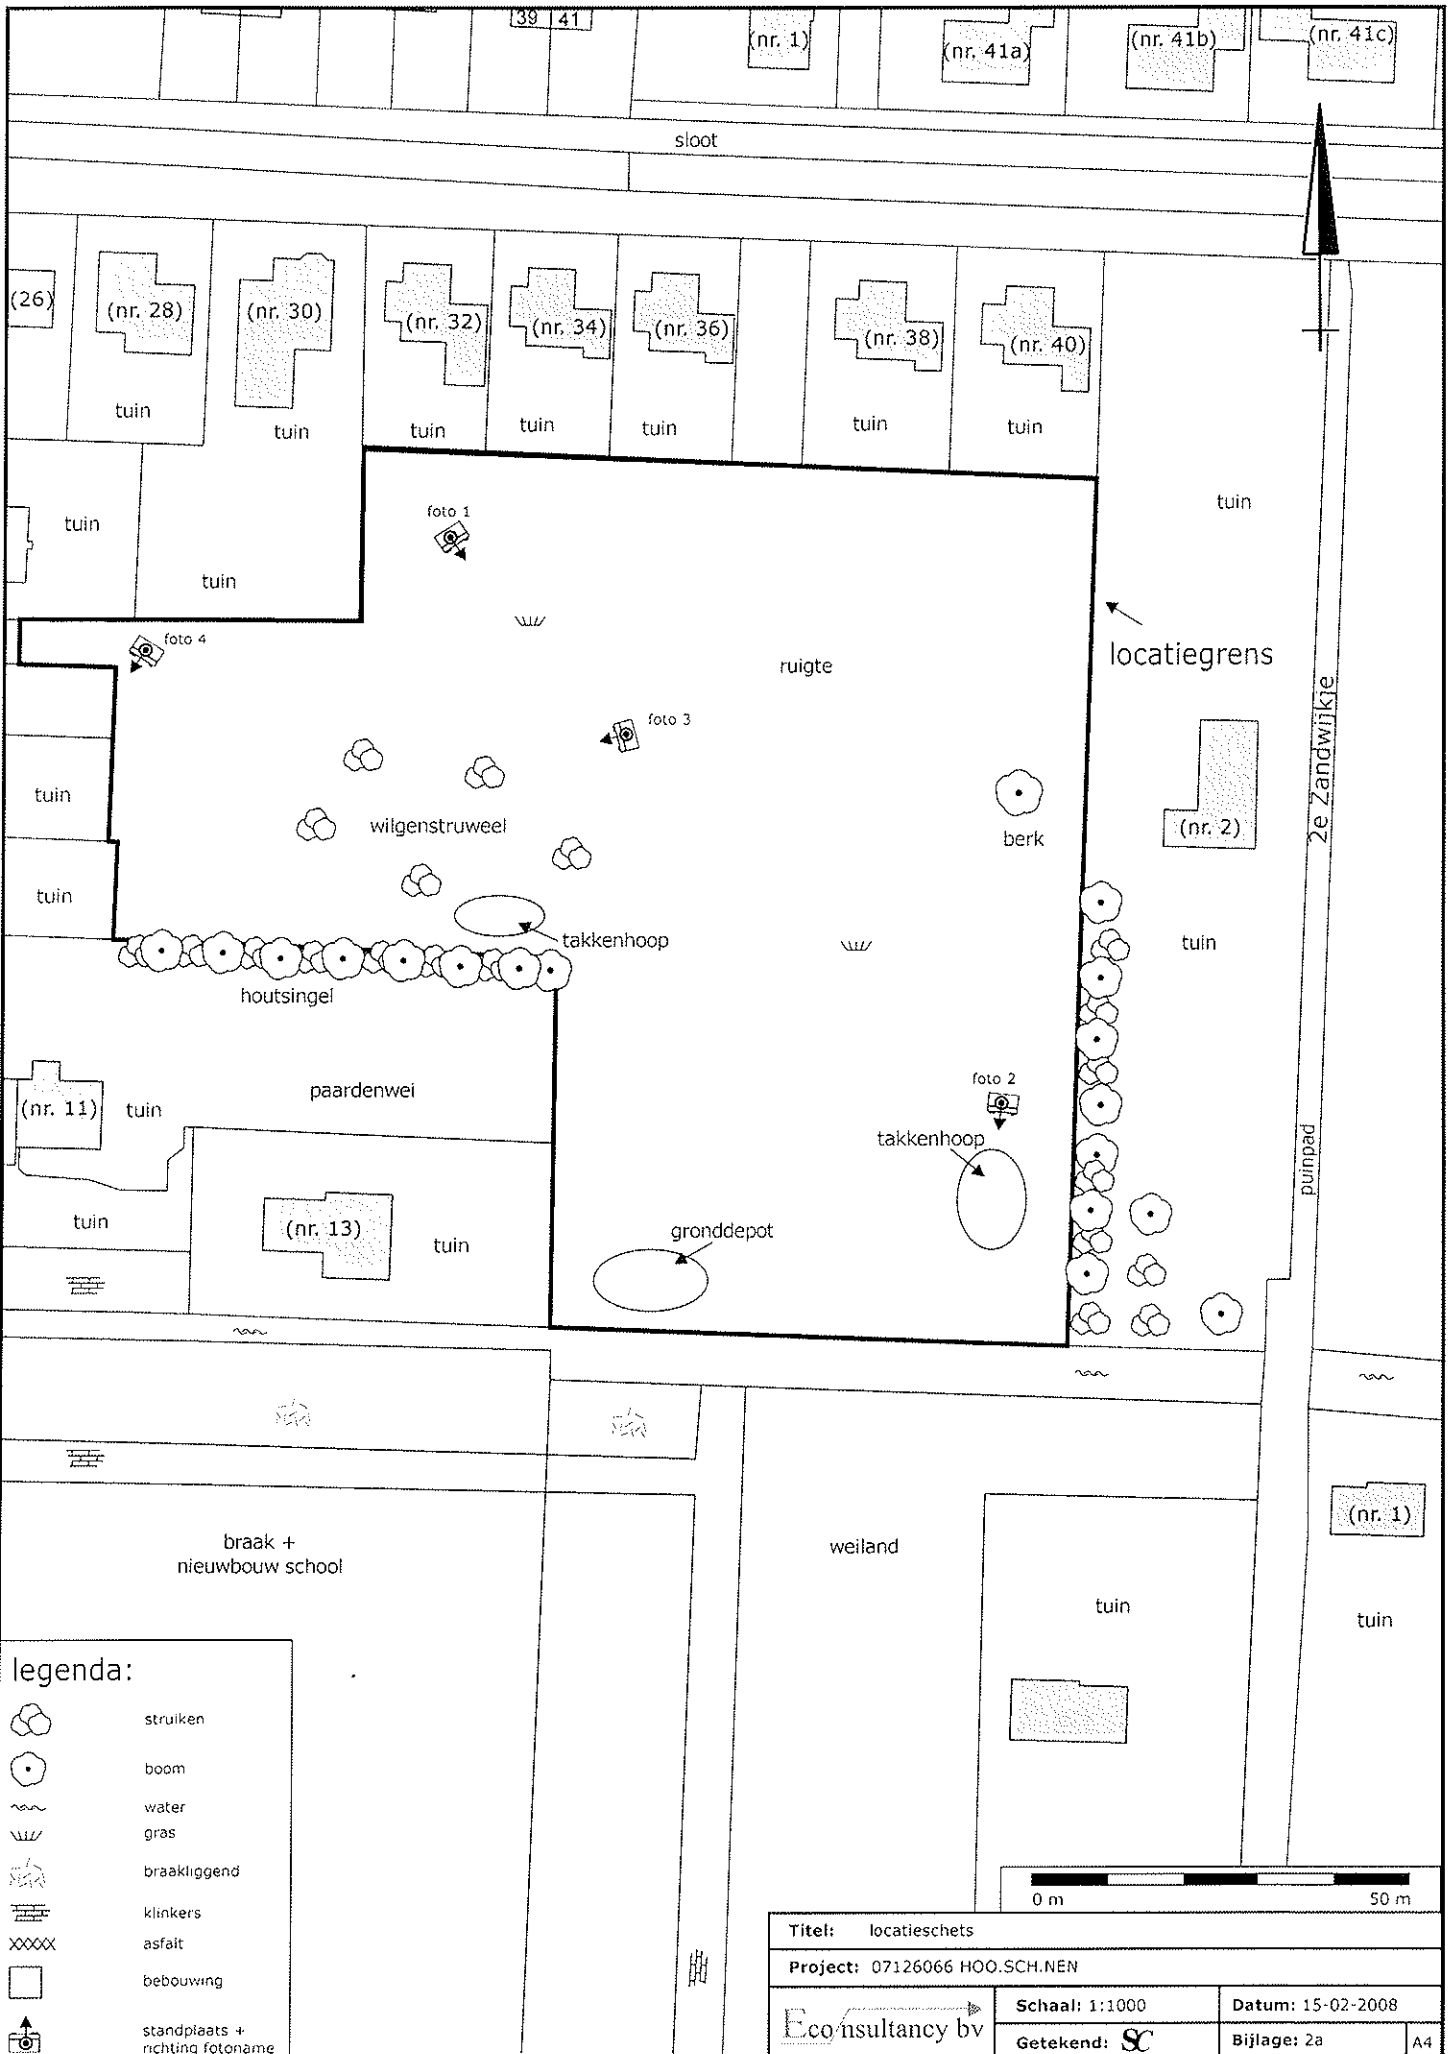 39 41
(nr. 1)
(nr. 41a)
(nr. 41b)
(nr. 41c)
sloot
(26)
(nr. 28)
(nr. 30)
(nr. 32)
(nr. 34)
(nr. 36)
(nr. 38)
(nr. 40)
tuin
tuin
tuin
tuin
tuin
tuin
tuin
tuin
foto 1
tuin
tuin
foto 4
ruigte
locatiegrens
foto 3
2e Zandwijkje
tuin
wilgenstruweel
berk
(nr. 2)
tuin
takkenhoop
tuin
houtsingel
paardenwei
foto 2
(nr. 11)
tuin
takkenhoop
puinpad
tuin
(nr. 13)
tuin
gronddepot
(nr. 1)
braak +
nieuwbouw school
weiland
tuin
tuin
legenda:
struiken
boom
water
gras
braakliggend
klinkers
asfalt
bebouwing
standplaats +
richting fotoname
0 m 50 m
Titel: locatieschets
Project: 07126066 HOO.SCH.NEN
Econsultancy bv
Schaal: 1:1000
Datum: 15-02-2008
Getekend: SC
Bijlage: 2a
A4